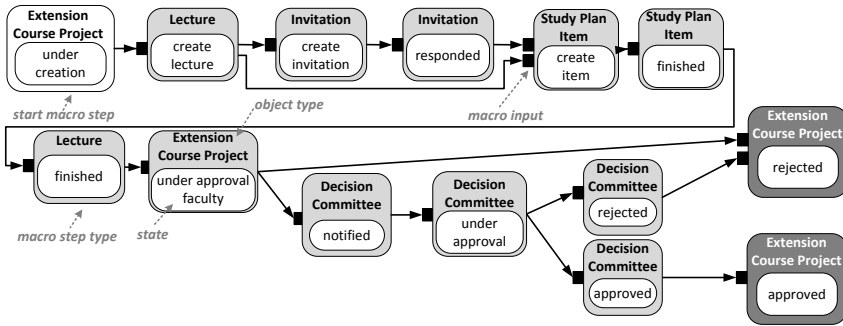 Extension
Course Project
under
creation
start macro step
Lecture
create
lecture
Invitation
create
invitation
Invitation
responded
Study Plan
Item
create
item
macro input
Study Plan
Item
finished
object type
Lecture
finished
macro step type
Extension
Course Project
under approval
faculty
state
Decision
Committee
notified
Decision
Committee
under
approval
Decision
Committee
rejected
Decision
Committee
approved
Extension
Course Project
rejected
Extension
Course Project
approved